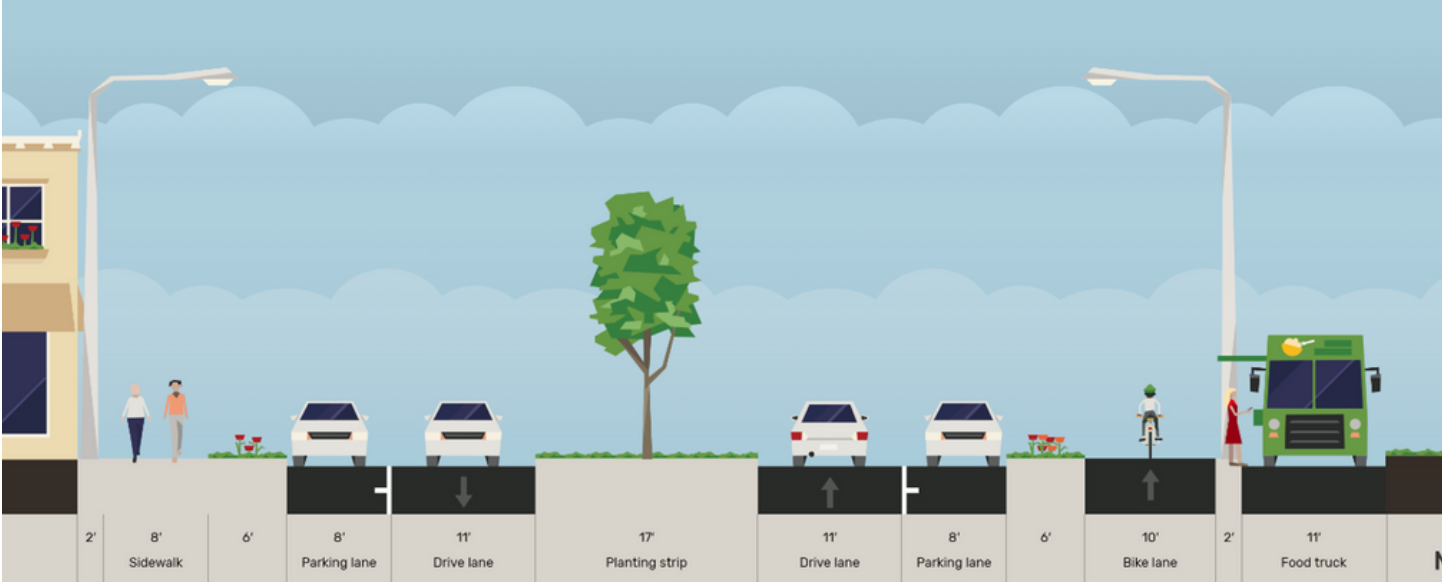 2' 8' 6' 8' 11' 17' 11' 8' 6' 10' 2' 11'
Sidewalk Parking lane Drive lane Planting strip Drive lane Parking lane Bike lane Food truck